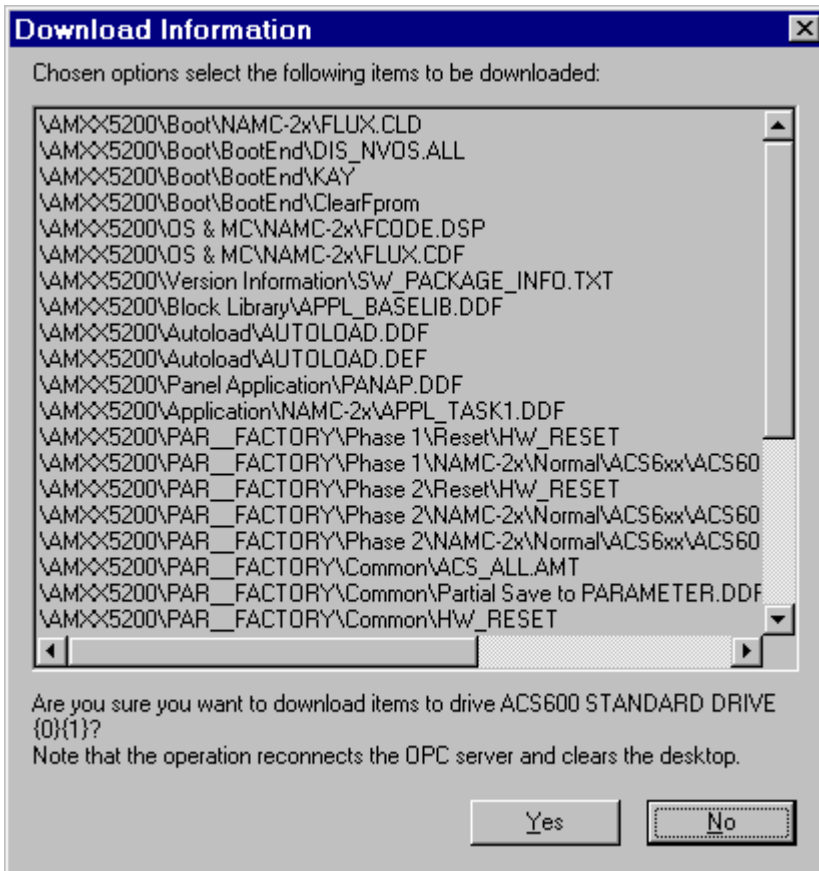 Download Information
Chosen options select the following items to be downloaded:
\AMXX5200\Boot\NAMC-2x\FLUX.CLD
\AMXX5200\Boot\BootEnd\DIS_NVOS.ALL
\AMXX5200\Boot\BootEnd\KAY
\AMXX5200\Boot\BootEnd\ClearFprom
\AMXX5200\OS & MC\NAMC-2x\FCODE.DSP
\AMXX5200\OS & MC\NAMC-2x\FLUX.CDF
\AMXX5200\Version Information\SW_PACKAGE_INFO.TXT
\AMXX5200\Block Library\APPL_BASELIB.DDF
\AMXX5200\Autoload\AUTOLOAD.DDF
\AMXX5200\Autoload\AUTOLOAD.DEF
\AMXX5200\Panel Application\PANAP.DDF
\AMXX5200\Application\NAMC-2x\APPL_TASK1.DDF
\AMXX5200\PAR__FACTORY\Phase 1\Reset\HW_RESET
\AMXX5200\PAR__FACTORY\Phase 1\NAMC-2x\Normal\ACS6xx\ACS60
\AMXX5200\PAR__FACTORY\Phase 2\Reset\HW_RESET
\AMXX5200\PAR__FACTORY\Phase 2\NAMC-2x\Normal\ACS6xx\ACS60
\AMXX5200\PAR__FACTORY\Phase 2\NAMC-2x\Normal\ACS6xx\ACS60
\AMXX5200\PAR__FACTORY\Common\ACS_ALL.AMT
\AMXX5200\PAR__FACTORY\Common\Partial Save to PARAMETER.DDF
\AMXX5200\PAR__FACTORY\Common\HW_RESET
Are you sure you want to download items to drive ACS600 STANDARD DRIVE
{0}{1}?
Note that the operation reconnects the OPC server and clears the desktop.
Yes No